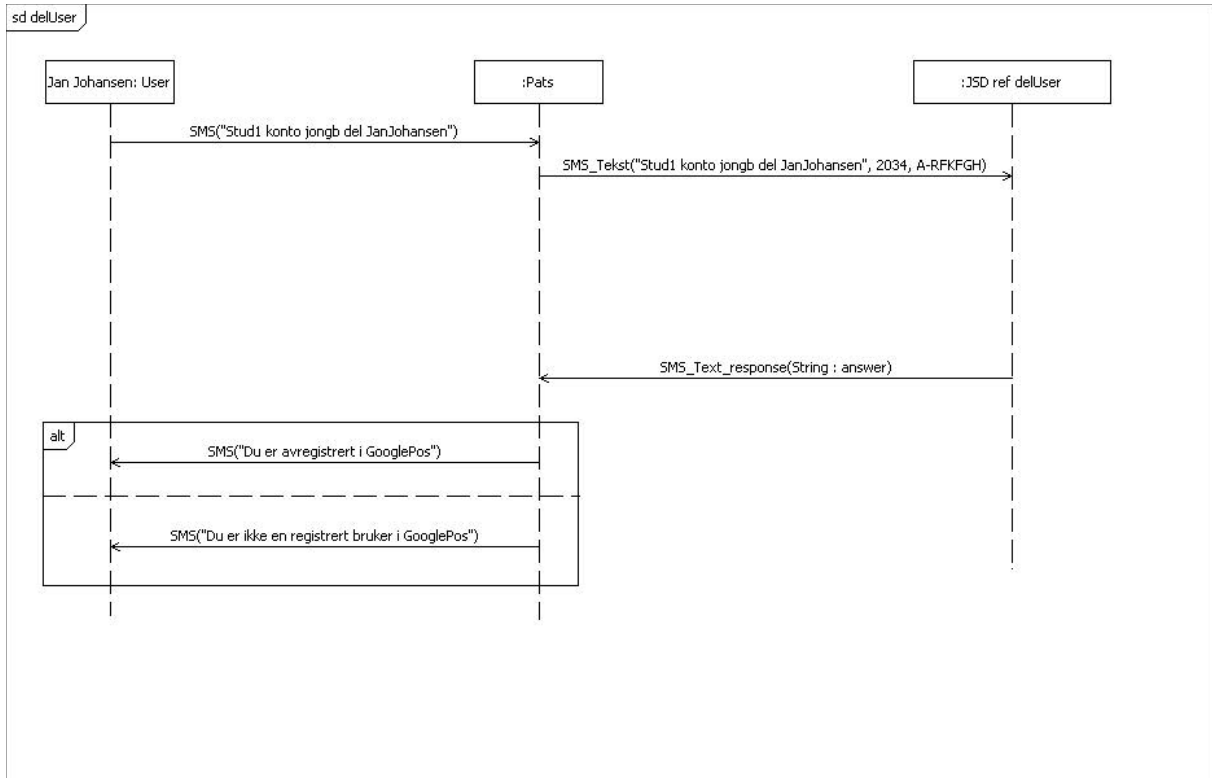 sd delUser
Jan Johansen: User
:Pats
:JSD ref delUser
SMS("Stud1 konto jongb del JanJohansen")
SMS_Tekst("Stud1 konto jongb del JanJohansen", 2034, A-RFKFGH)
SMS_Text_response(String : answer)
alt
SMS("Du er avregistrert i GooglePos")
SMS("Du er ikke en registrert bruker i GooglePos")